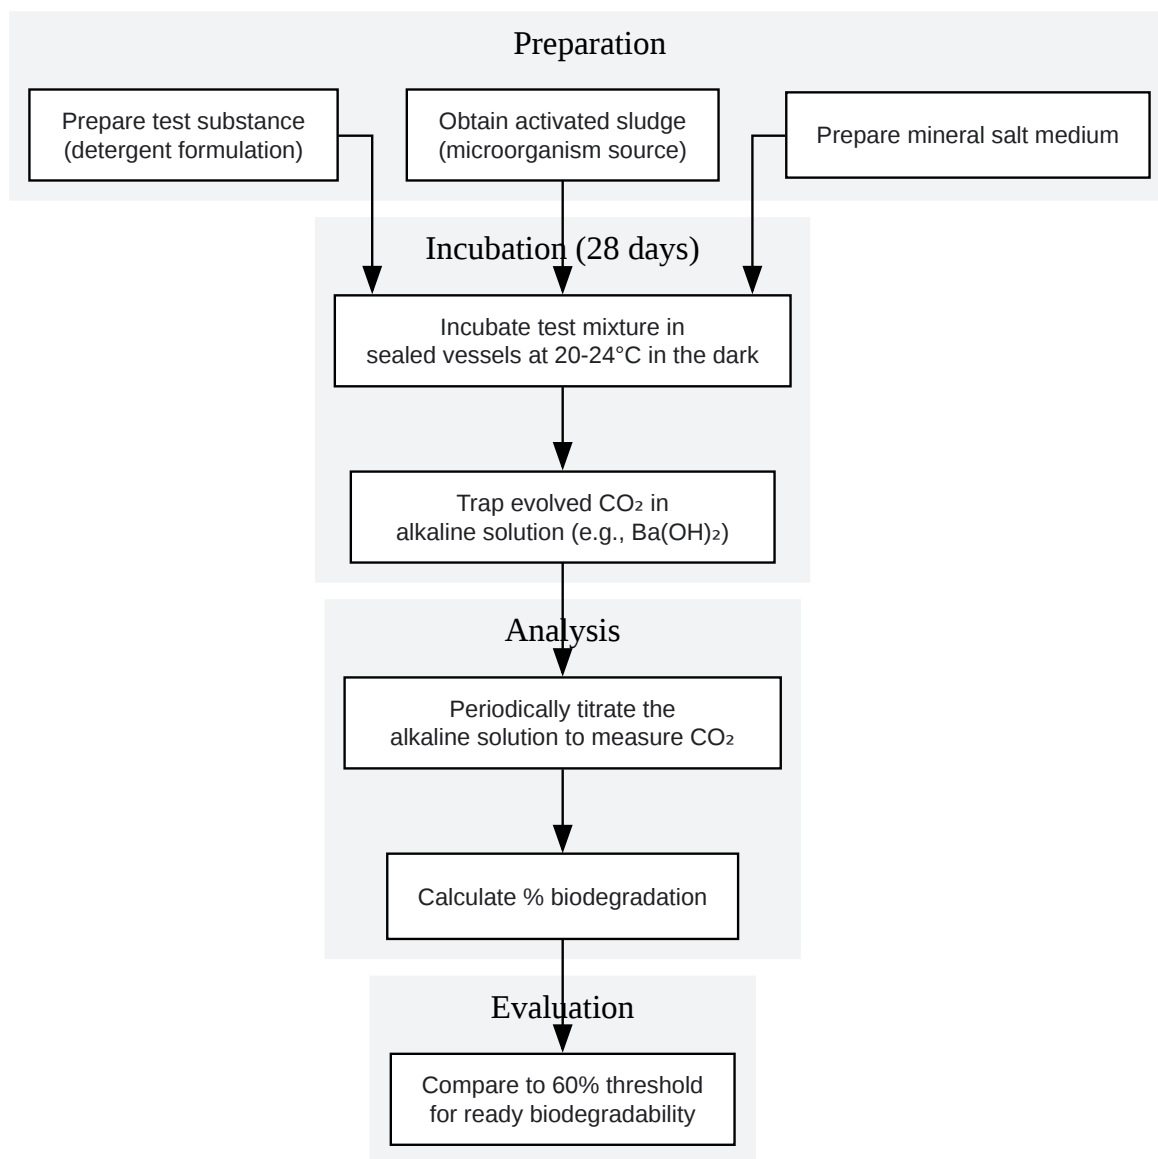 Preparation
Prepare test substance
(detergent formulation)
Obtain activated sludge
(microorganism source)
Prepare mineral salt medium
Incubation (28 days)
Incubate test mixture in
sealed vessels at 20-24°C in the dark
Trap evolved CO₂ in
alkaline solution (e.g., Ba(OH)₂)
Analysis
Periodically titrate the
alkaline solution to measure CO₂
Calculate % biodegradation
Evaluation
Compare to 60% threshold
for ready biodegradability